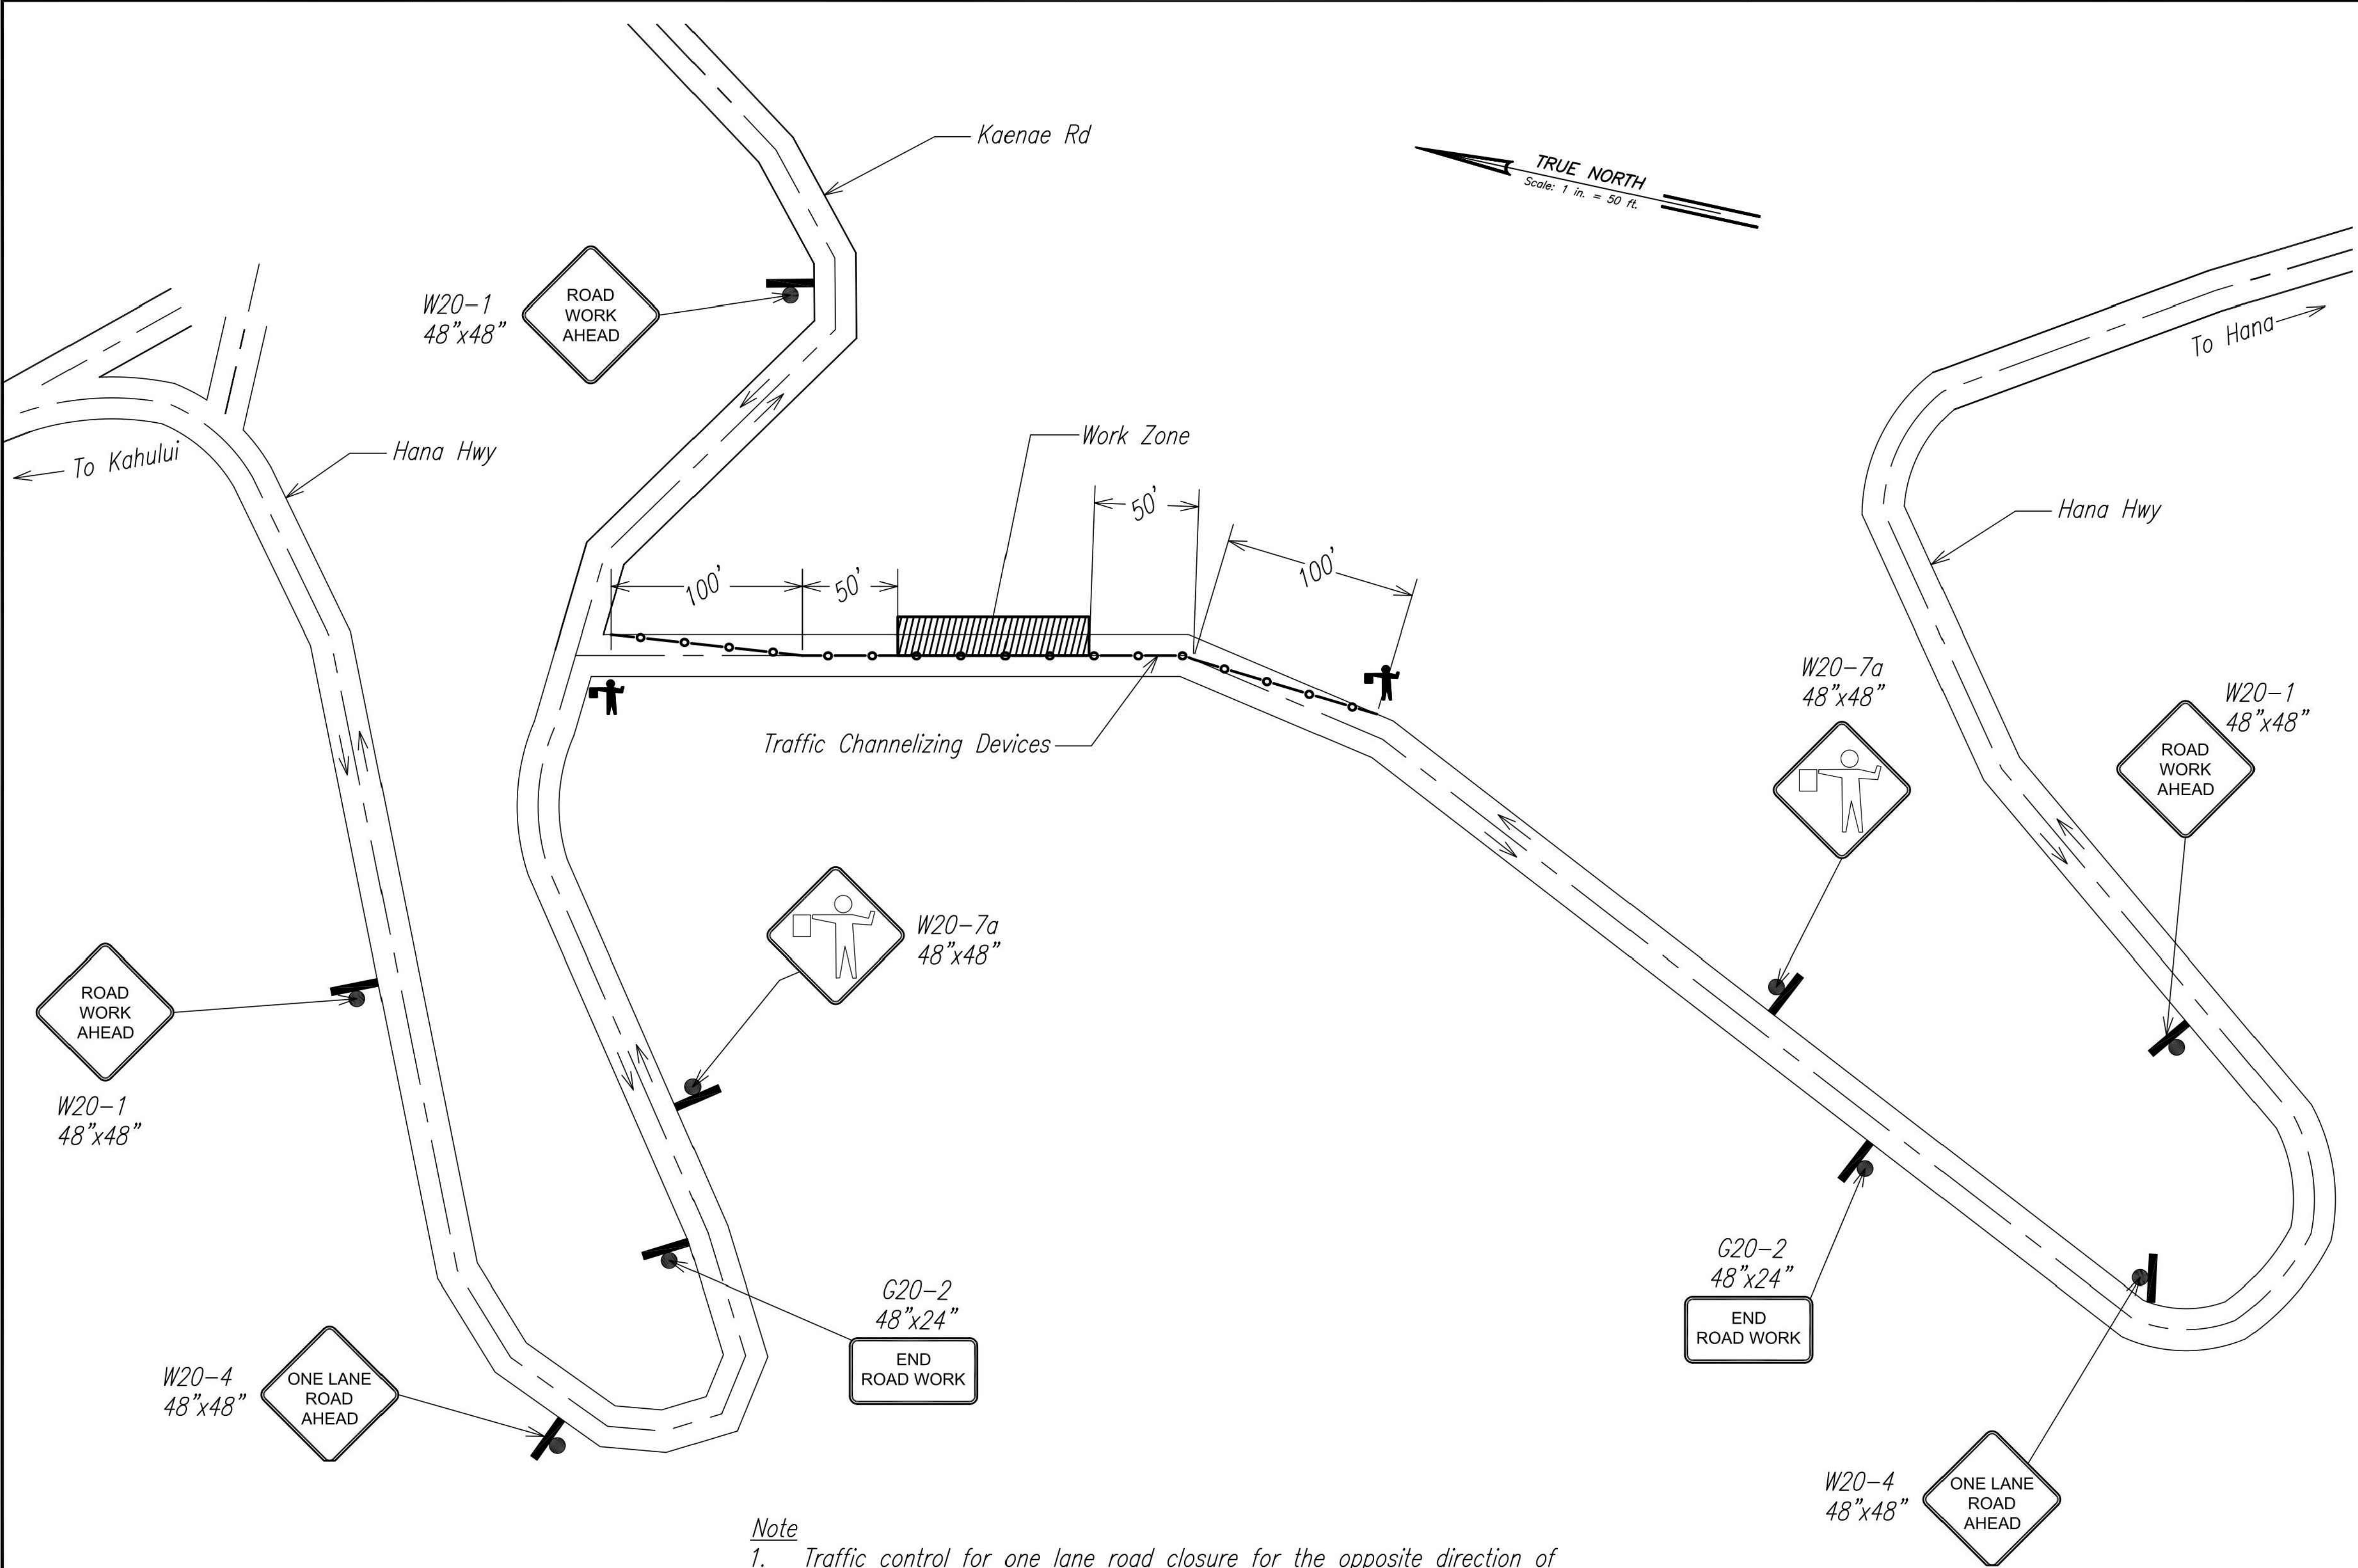 Kaenae Rd
TRUE NORTH
Scale: 1 in. = 50 ft.
W20-1
48"x48"
ROAD
WORK
AHEAD
To Hana
To Kahului
Hana Hwy
Work Zone
50'
Hana Hwy
100'
50'
100'
Traffic Channelizing Devices
W20-7a
48"x48"
W20-1
48"x48"
ROAD
WORK
AHEAD
W20-7a
48"x48"
ROAD
WORK
AHEAD
W20-1
48"x48"
G20-2
48"x24"
END
ROAD WORK
G20-2
48"x24"
END
ROAD WORK
W20-4
48"x48"
ONE LANE
ROAD
AHEAD
W20-4
48"x48"
ONE LANE
ROAD
AHEAD
Note
1. Traffic control for one lane road closure for the opposite direction of